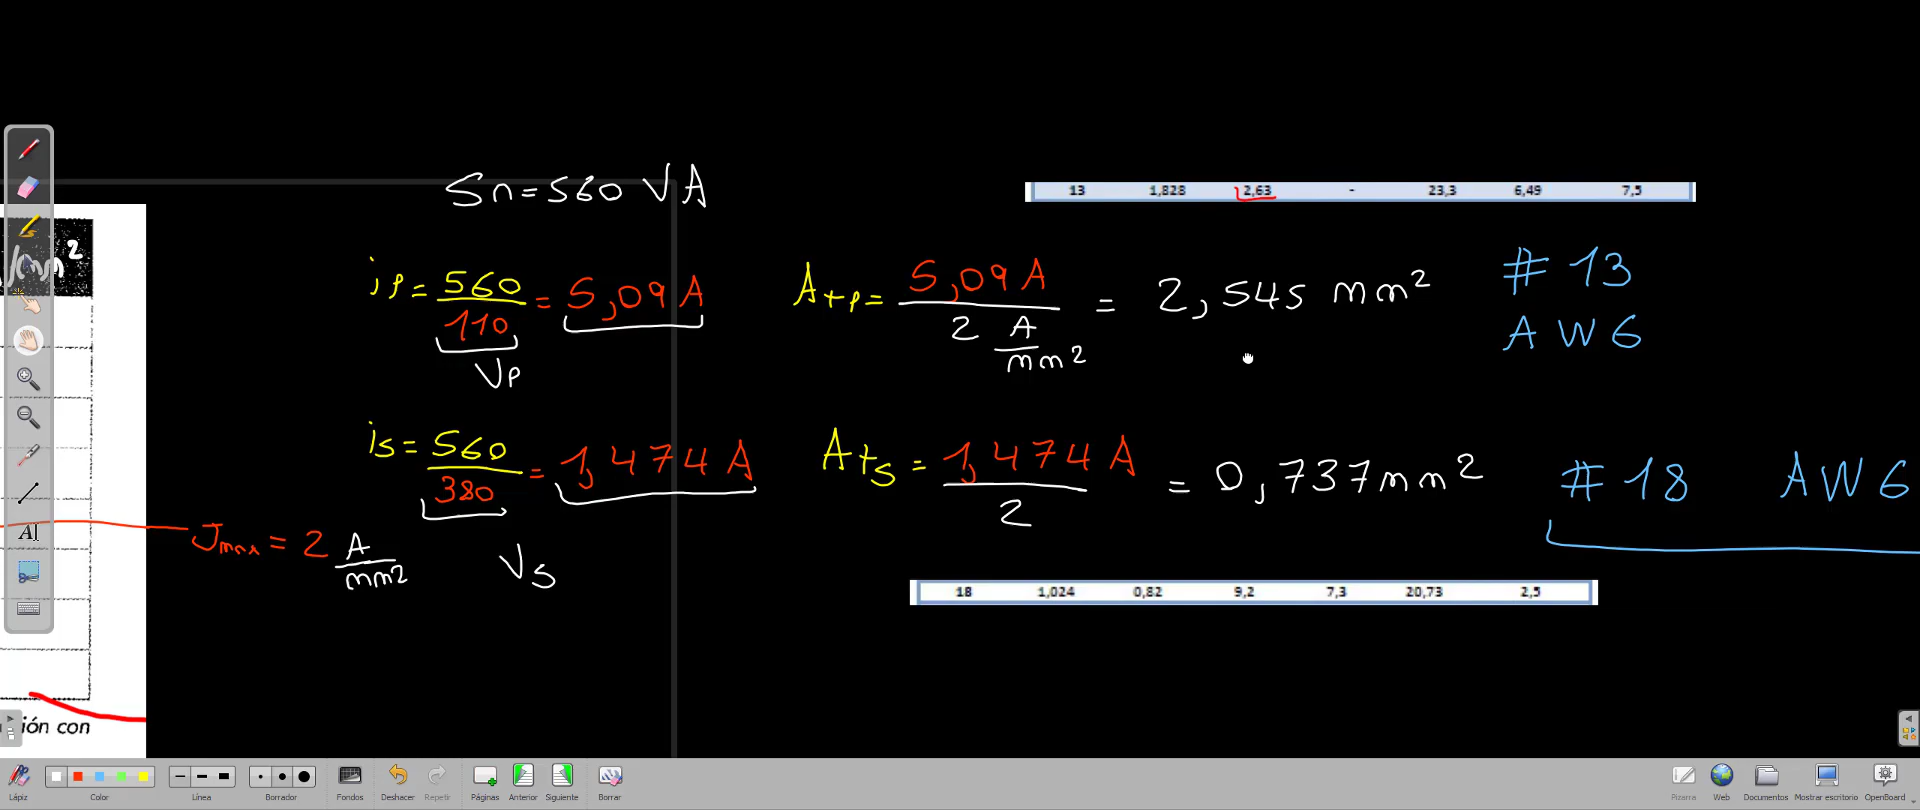 Sn = 560 VA
13 1,828 2,63 - 23,3 6,49 7,5
mm²
ip = 560 / 110 = 5,09 A
Vp
Atp = 5,09 A / 2 A/mm² = 2,545 mm²
# 13
AWG
is = 560 / 380 = 1,474 A
Vs
Ats = 1,474 A / 2 = 0,737 mm²
# 18 AWG
Jmax = 2 A/mm2
18 1,024 0,82 9,2 7,3 20,73 2,5
ión con
Lápiz Color Línea Borrador Fondos Deshacer Repetir Páginas Anterior Siguiente Borrar Pizarra Web Documentos Mostrar escritorio OpenBoard